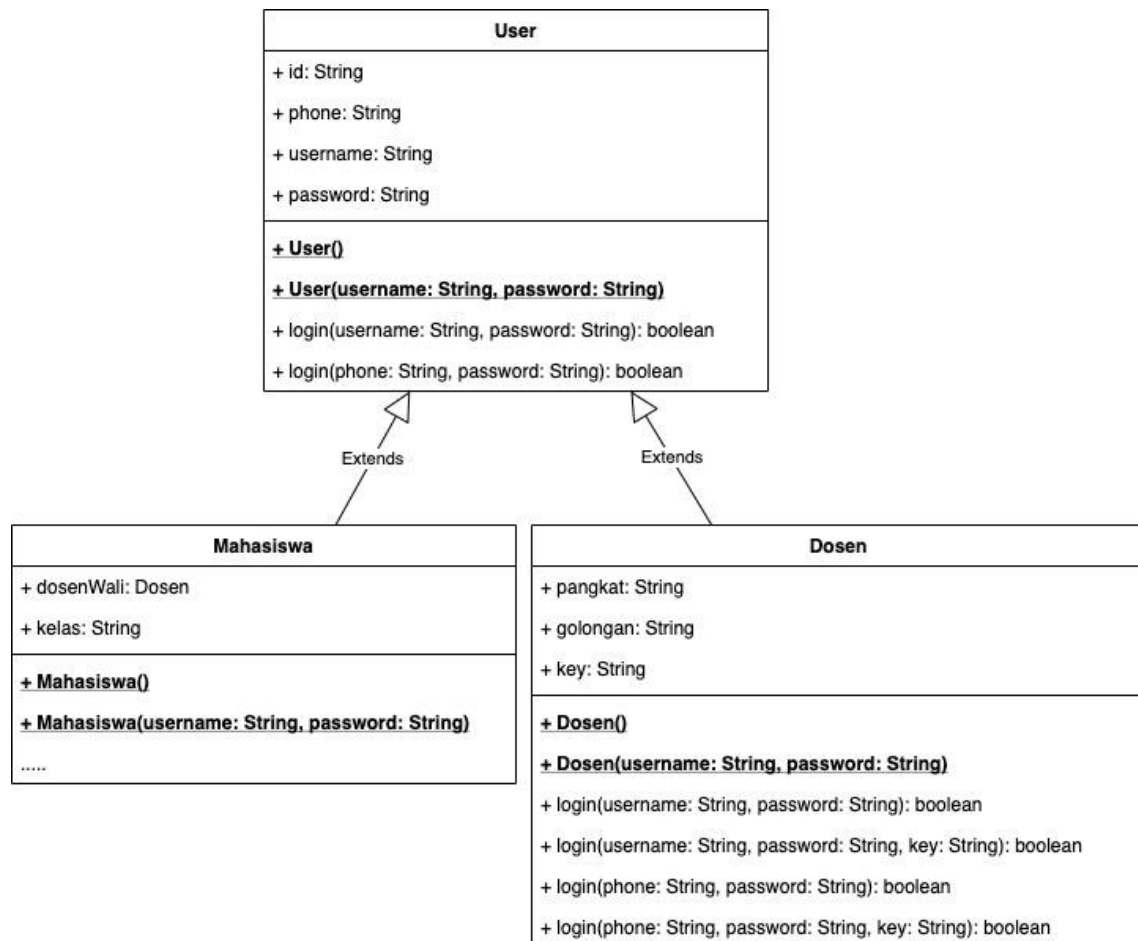 User
+ id: String
+ phone: String
+ username: String
+ password: String
+ User()
+ User(username: String, password: String)
+ login(username: String, password: String): boolean
+ login(phone: String, password: String): boolean
Extends
Extends
Mahasiswa
+ dosenWali: Dosen
+ kelas: String
+ Mahasiswa()
+ Mahasiswa(username: String, password: String)
.....
Dosen
+ pangkat: String
+ golongan: String
+ key: String
+ Dosen()
+ Dosen(username: String, password: String)
+ login(username: String, password: String): boolean
+ login(username: String, password: String, key: String): boolean
+ login(phone: String, password: String): boolean
+ login(phone: String, password: String, key: String): boolean